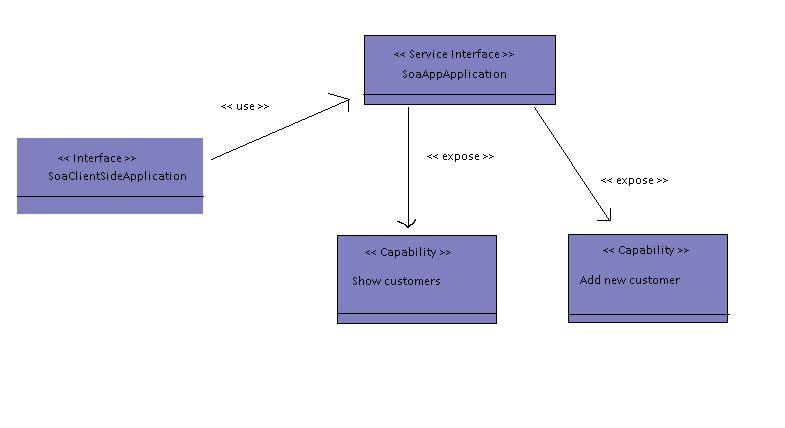 << Service Interface >>
SoaAppApplication
<< use >>
<< Interface >>
SoaClientSideApplication
<< expose >>
<< expose >>
<< Capability >>
Show customers
<< Capability >>
Add new customer